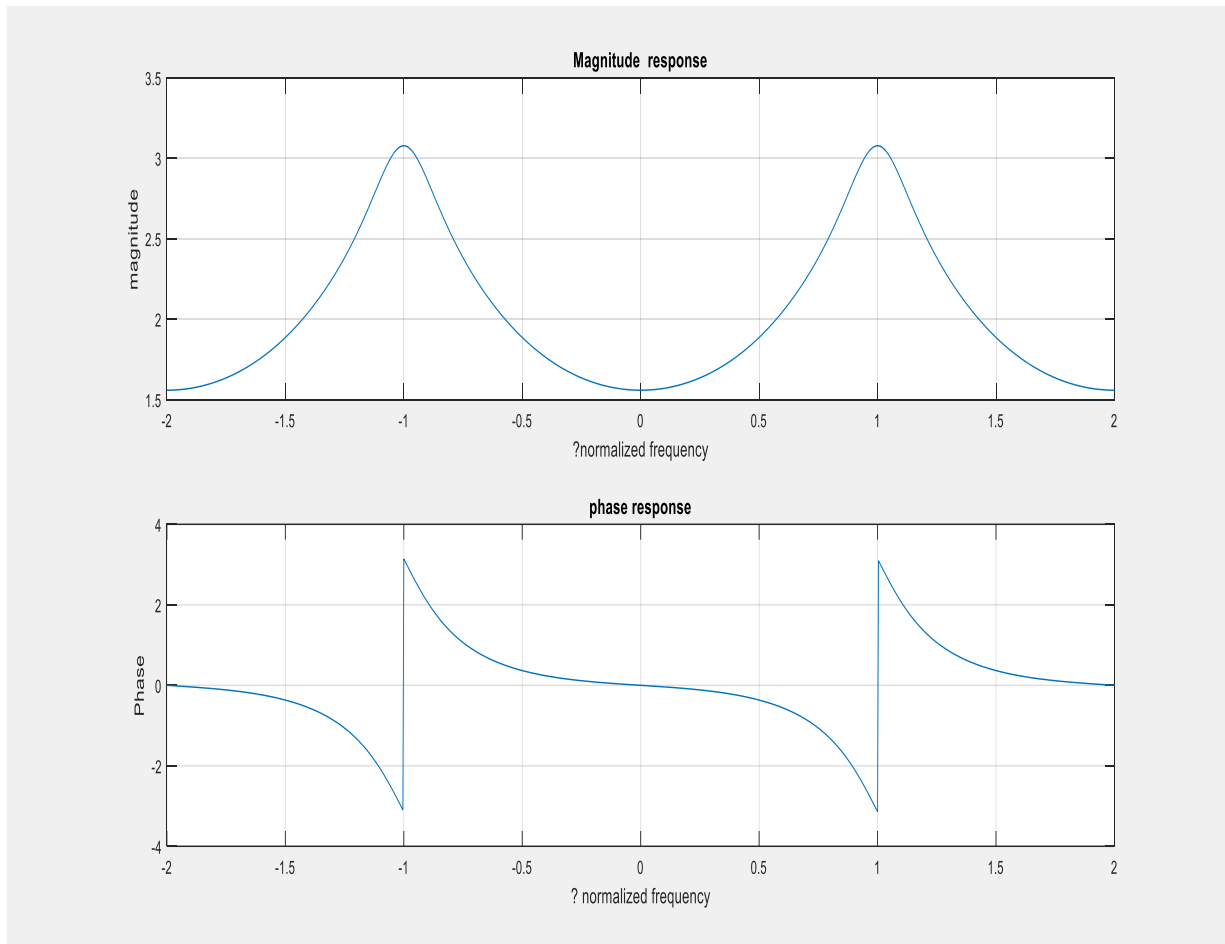 Magnitude  response
3.5
3
2.5
2
1.5
magnitude
-2 -1.5 -1 -0.5 0 0.5 1 1.5 2
?normalized frequency
phase response
4
2
0
-2
-4
Phase
-2 -1.5 -1 -0.5 0 0.5 1 1.5 2
? normalized frequency